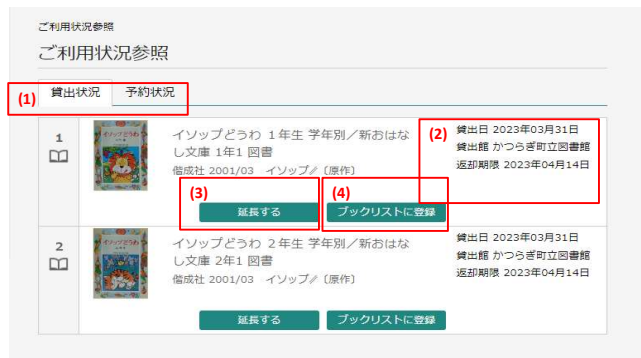 ご利用状況参照
ご利用状況参照
(1)
貸出状況 予約状況
1
イソップどうわ 1年生 学年別／新おはな
し文庫 1年1 図書
偕成社 2001/03 イソップ∥〔原作〕
(2)
貸出日 2023年03月31日
貸出館 かつらぎ町立図書館
返却期限 2023年04月14日
(3)
延長する
(4)
ブックリストに登録
2
イソップどうわ 2年生 学年別／新おはな
し文庫 2年1 図書
偕成社 2001/03 イソップ∥〔原作〕
貸出日 2023年03月31日
貸出館 かつらぎ町立図書館
返却期限 2023年04月14日
延長する
ブックリストに登録